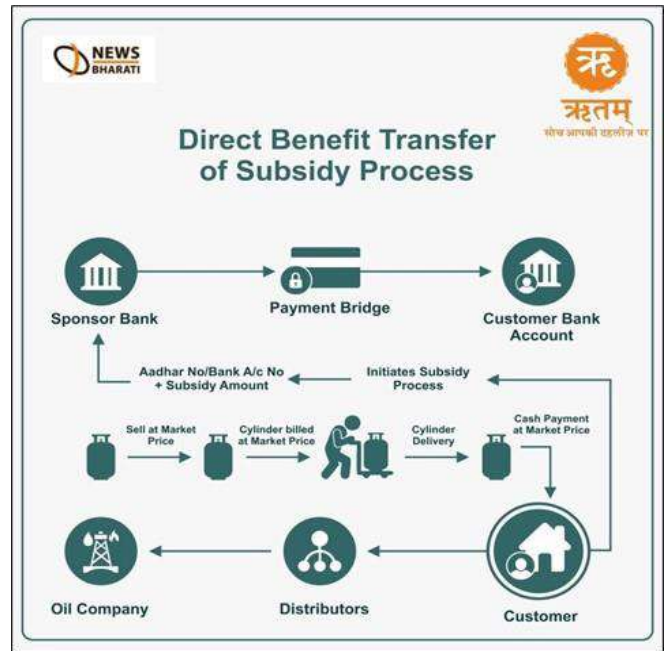 NEWS
BHARATI
ऋ
ऋतम्
सोच आपकी दहलीज पर
Direct Benefit Transfer
of Subsidy Process
Sponsor Bank
Payment Bridge
Customer Bank
Account
Aadhar No/Bank A/c No
+ Subsidy Amount
Initiates Subsidy
Process
Sell at Market
Price
Cylinder billed
at Market Price
Cylinder
Delivery
Cash Payment
at Market Price
Oil Company
Distributors
Customer